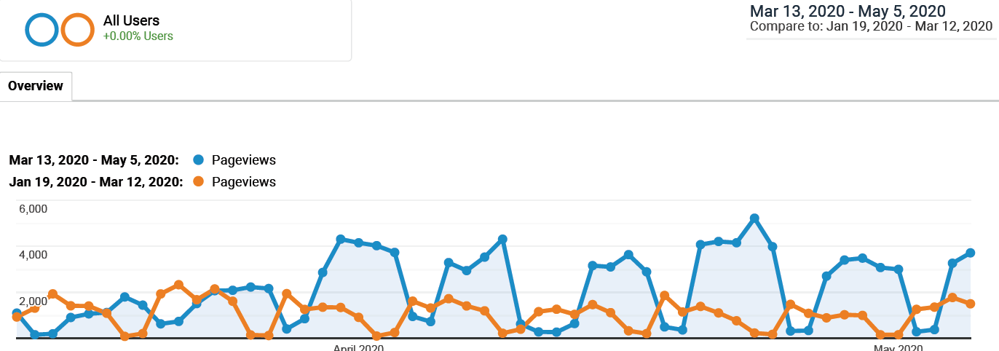 All Users
+0.00% Users
Mar 13, 2020 - May 5, 2020
Compare to: Jan 19, 2020 - Mar 12, 2020
Overview
Mar 13, 2020 - May 5, 2020: Pageviews
Jan 19, 2020 - Mar 12, 2020: Pageviews
6,000
4,000
2,000
April 2020 May 2020